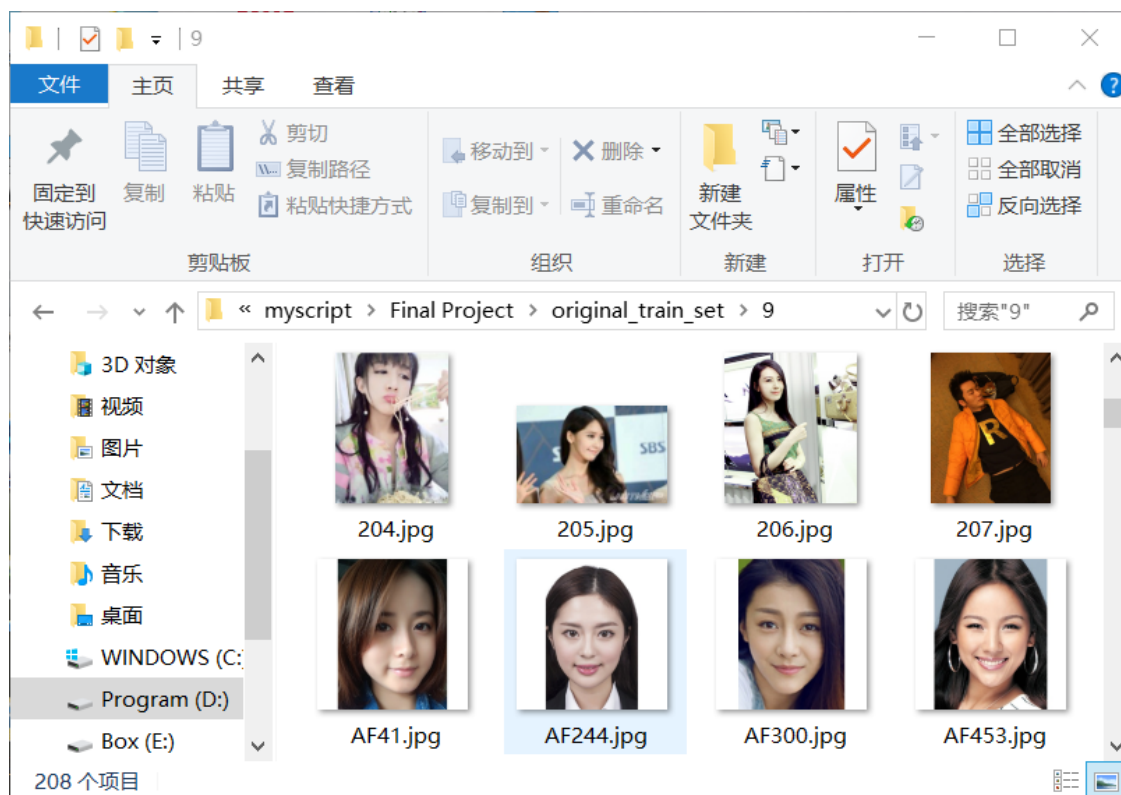 9
文件 主页 共享 查看
固定到
快速访问
复制
粘贴
剪切
复制路径
粘贴快捷方式
剪贴板
移动到
复制到
删除
重命名
组织
新建
文件夹
新建
属性
打开
全部选择
全部取消
反向选择
选择
« myscript > Final Project > original_train_set > 9
搜索"9"
3D 对象
视频
图片
文档
下载
音乐
桌面
WINDOWS (C:
Program (D:)
Box (E:)
SBS
R
204.jpg 205.jpg 206.jpg 207.jpg
AF41.jpg AF244.jpg AF300.jpg AF453.jpg
208 个项目